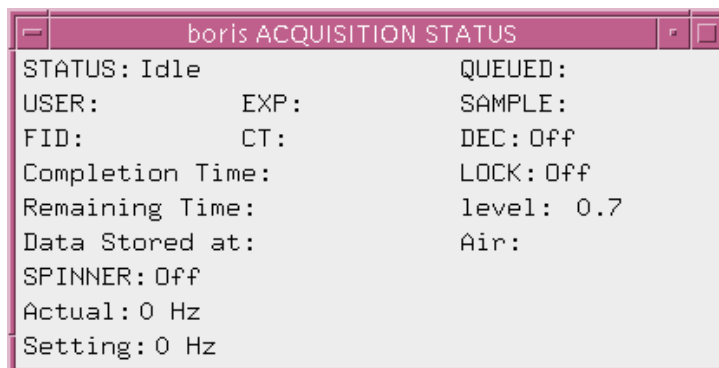 boris ACQUISITION STATUS
STATUS: Idle QUEUED:
USER: EXP: SAMPLE:
FID: CT: DEC: Off
Completion Time: LOCK: Off
Remaining Time: level: 0.7
Data Stored at: Air:
SPINNER: Off
Actual: 0 Hz
Setting: 0 Hz